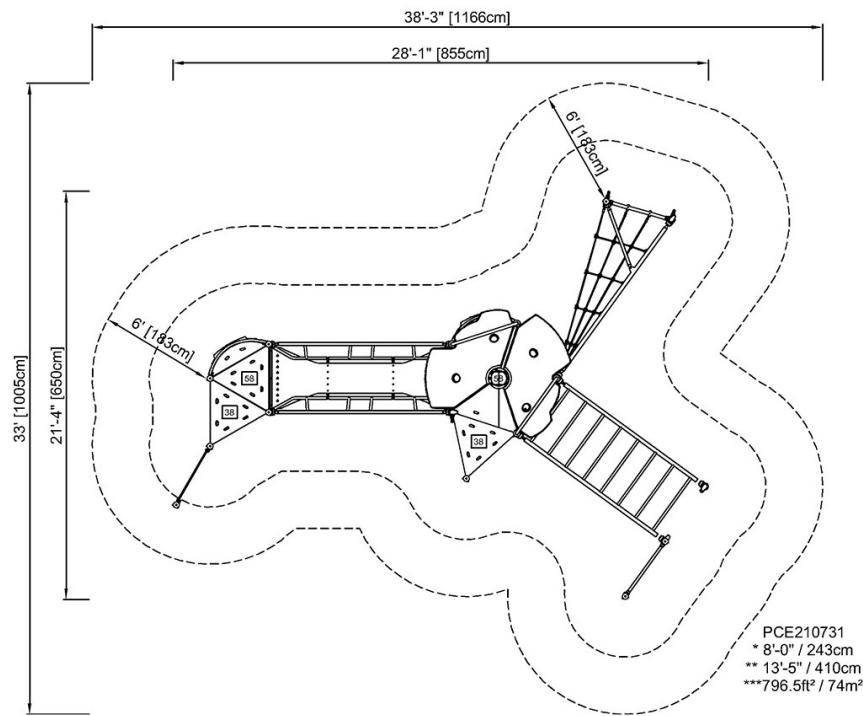 38'-3" [1166cm]
28'-1" [855cm]
6' [183cm]
33' [1005cm]
21'-4" [650cm]
6' [183cm]
58
38
58
38
PCE210731
* 8'-0" / 243cm
** 13'-5" / 410cm
***796.5ft² / 74m²